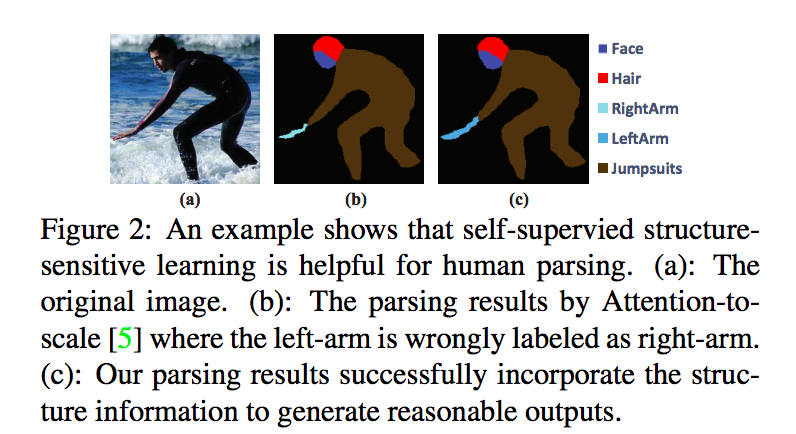 Face
Hair
RightArm
LeftArm
Jumpsuits
(a)
(b)
(c)
Figure 2: An example shows that self-supervied structure-
sensitive learning is helpful for human parsing. (a): The
original image. (b): The parsing results by Attention-to-
scale [5] where the left-arm is wrongly labeled as right-arm.
(c): Our parsing results successfully incorporate the struc-
ture information to generate reasonable outputs.